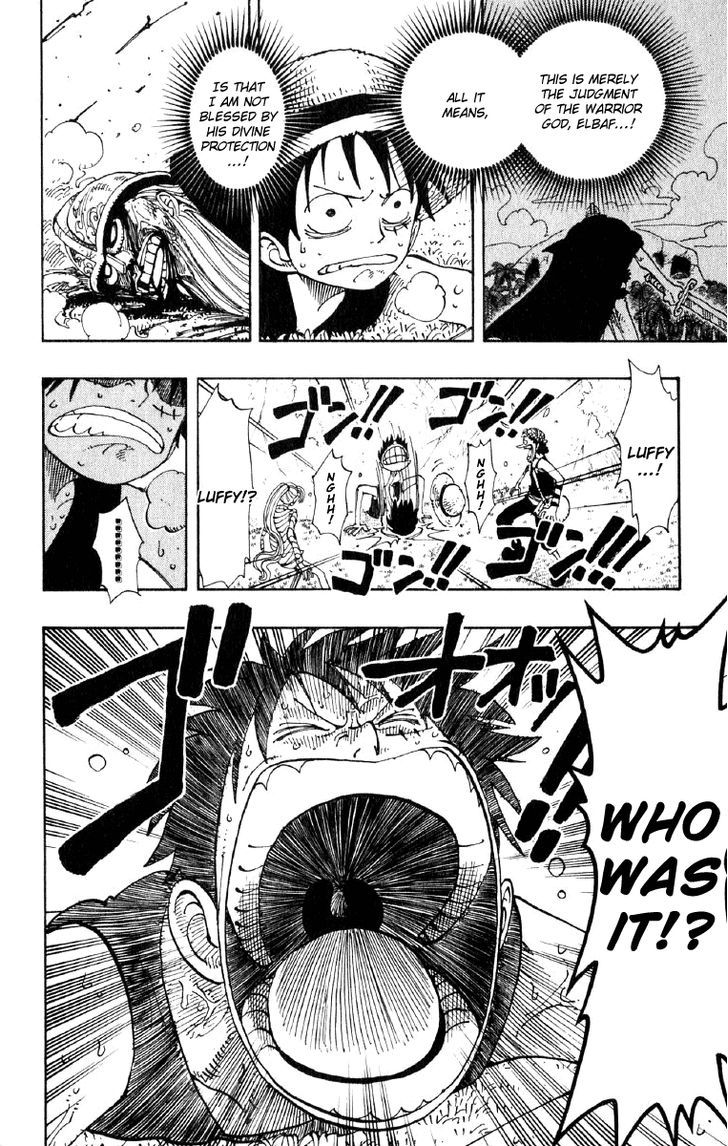 THIS IS MERELY
THE JUDGMENT
OF THE WARRIOR
GOD, ELBAF...!
ALL IT
MEANS,
IS THAT
I AM NOT
BLESSED BY
HIS DIVINE
PROTECTION
...!
LUFFY
...!
NGHH!
ゴン!!
ゴン!!
ゴン!!
ゴン!!
NGHH!
LUFFY!?
..........
WHO
WAS
IT!?
ゴオオッ